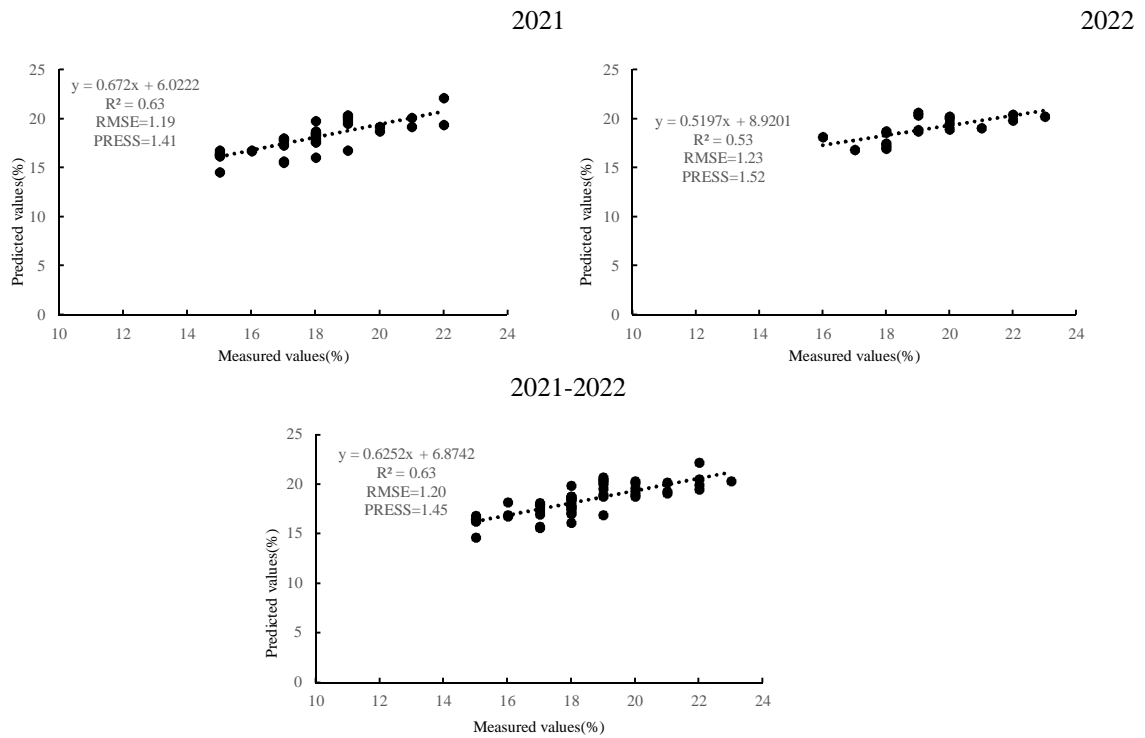 2021
2022
y = 0.672x + 6.0222
R² = 0.63
RMSE=1.19
PRESS=1.41
Predicted values(%)
25
20
15
10
5
0
10 12 14 16 18 20 22 24
Measured values(%)
y = 0.5197x + 8.9201
R² = 0.53
RMSE=1.23
PRESS=1.52
Predicted values(%)
25
20
15
10
5
0
10 12 14 16 18 20 22 24
Measured values(%)
2021-2022
y = 0.6252x + 6.8742
R² = 0.63
RMSE=1.20
PRESS=1.45
Predicted values(%)
25
20
15
10
5
0
10 12 14 16 18 20 22 24
Measured values(%)